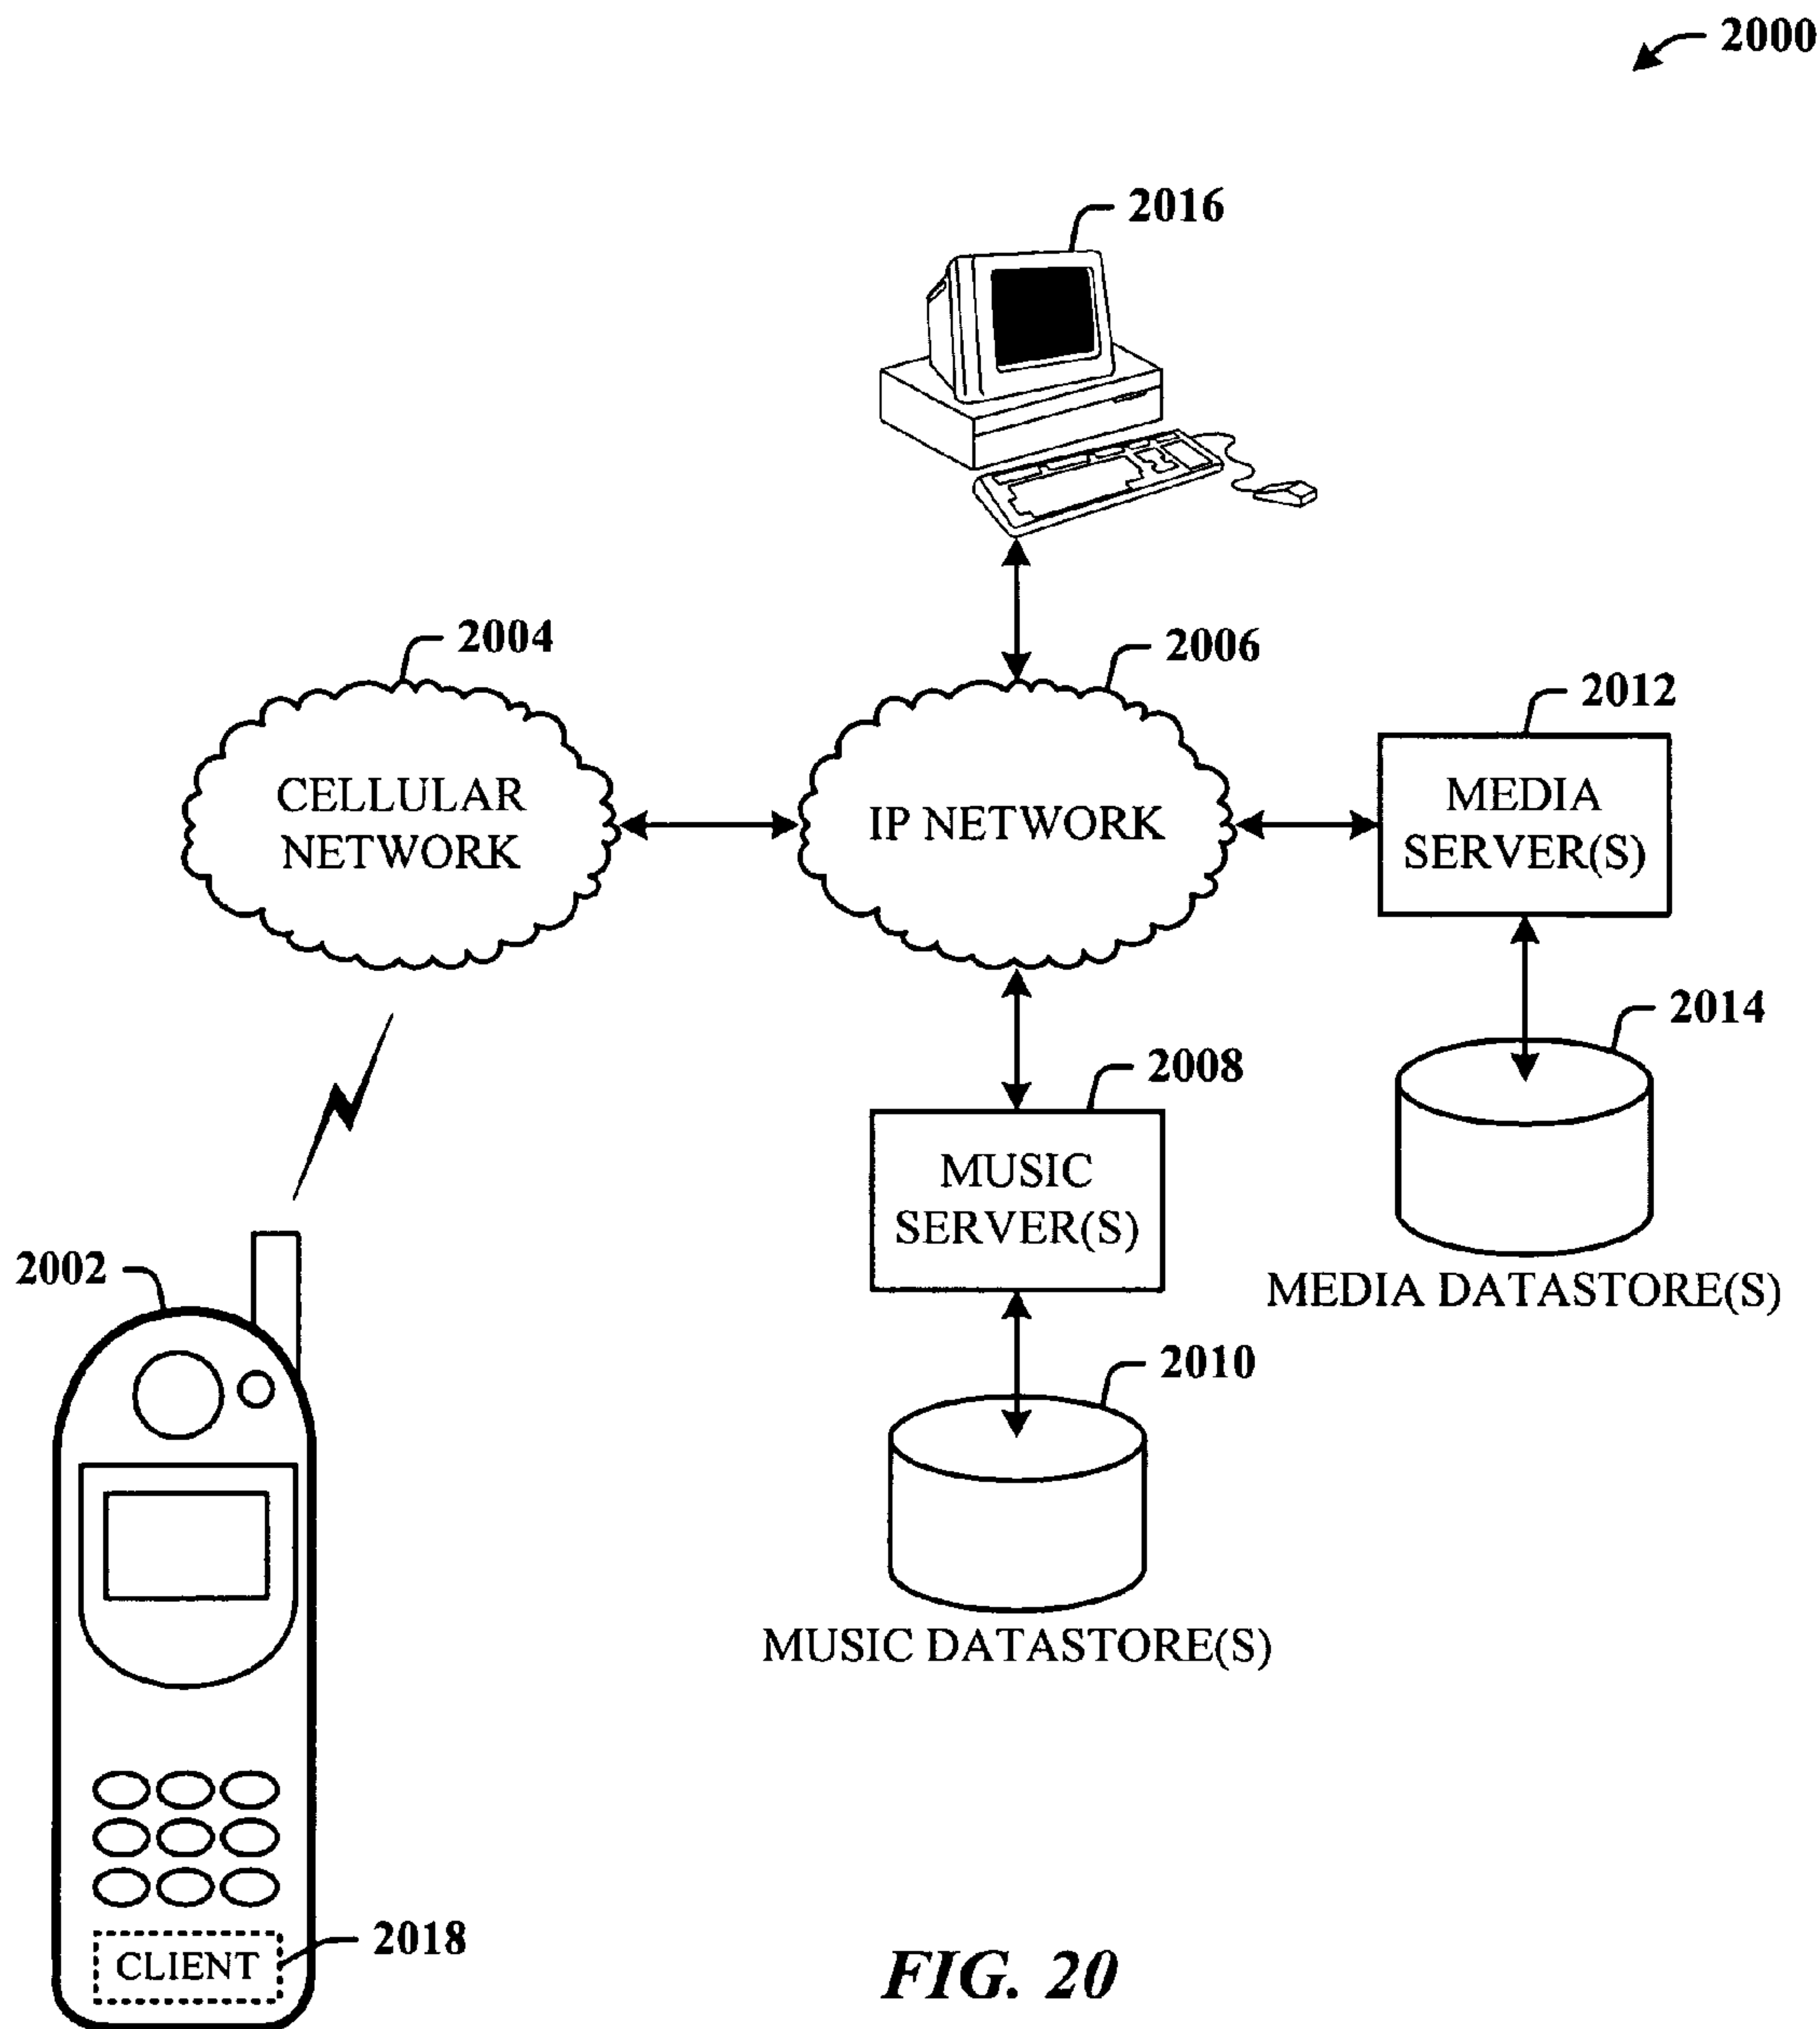 2000
2016
2004
2006
2012
CELLULAR
NETWORK
IP NETWORK
MEDIA
SERVER(S)
2014
2008
MUSIC
SERVER(S)
2002
MEDIA DATASTORE(S)
2010
MUSIC DATASTORE(S)
2018
CLIENT
FIG. 20